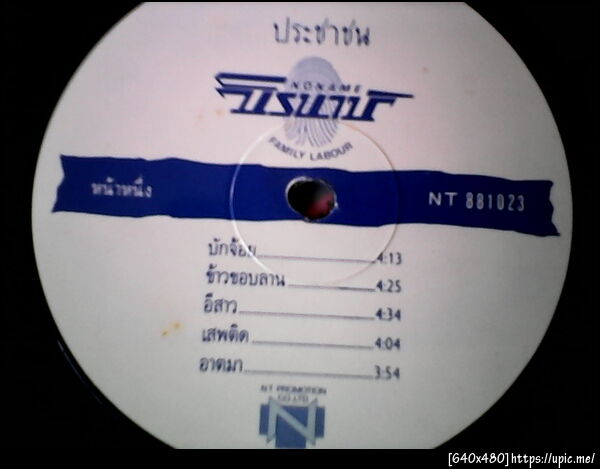 ประชาชน
NONAME
นิรนาม
FAMILY LABOUR
หน้าหนึ่ง
NT 881023
บักจ้อย 4:13
ข้าวขอบลาน 4:25
อีสาว 4:34
เสพติด 4:04
อาตมา 3:54
N.T PROMOTION
CO.,LTD.
N
[640x480]https://upic.me/